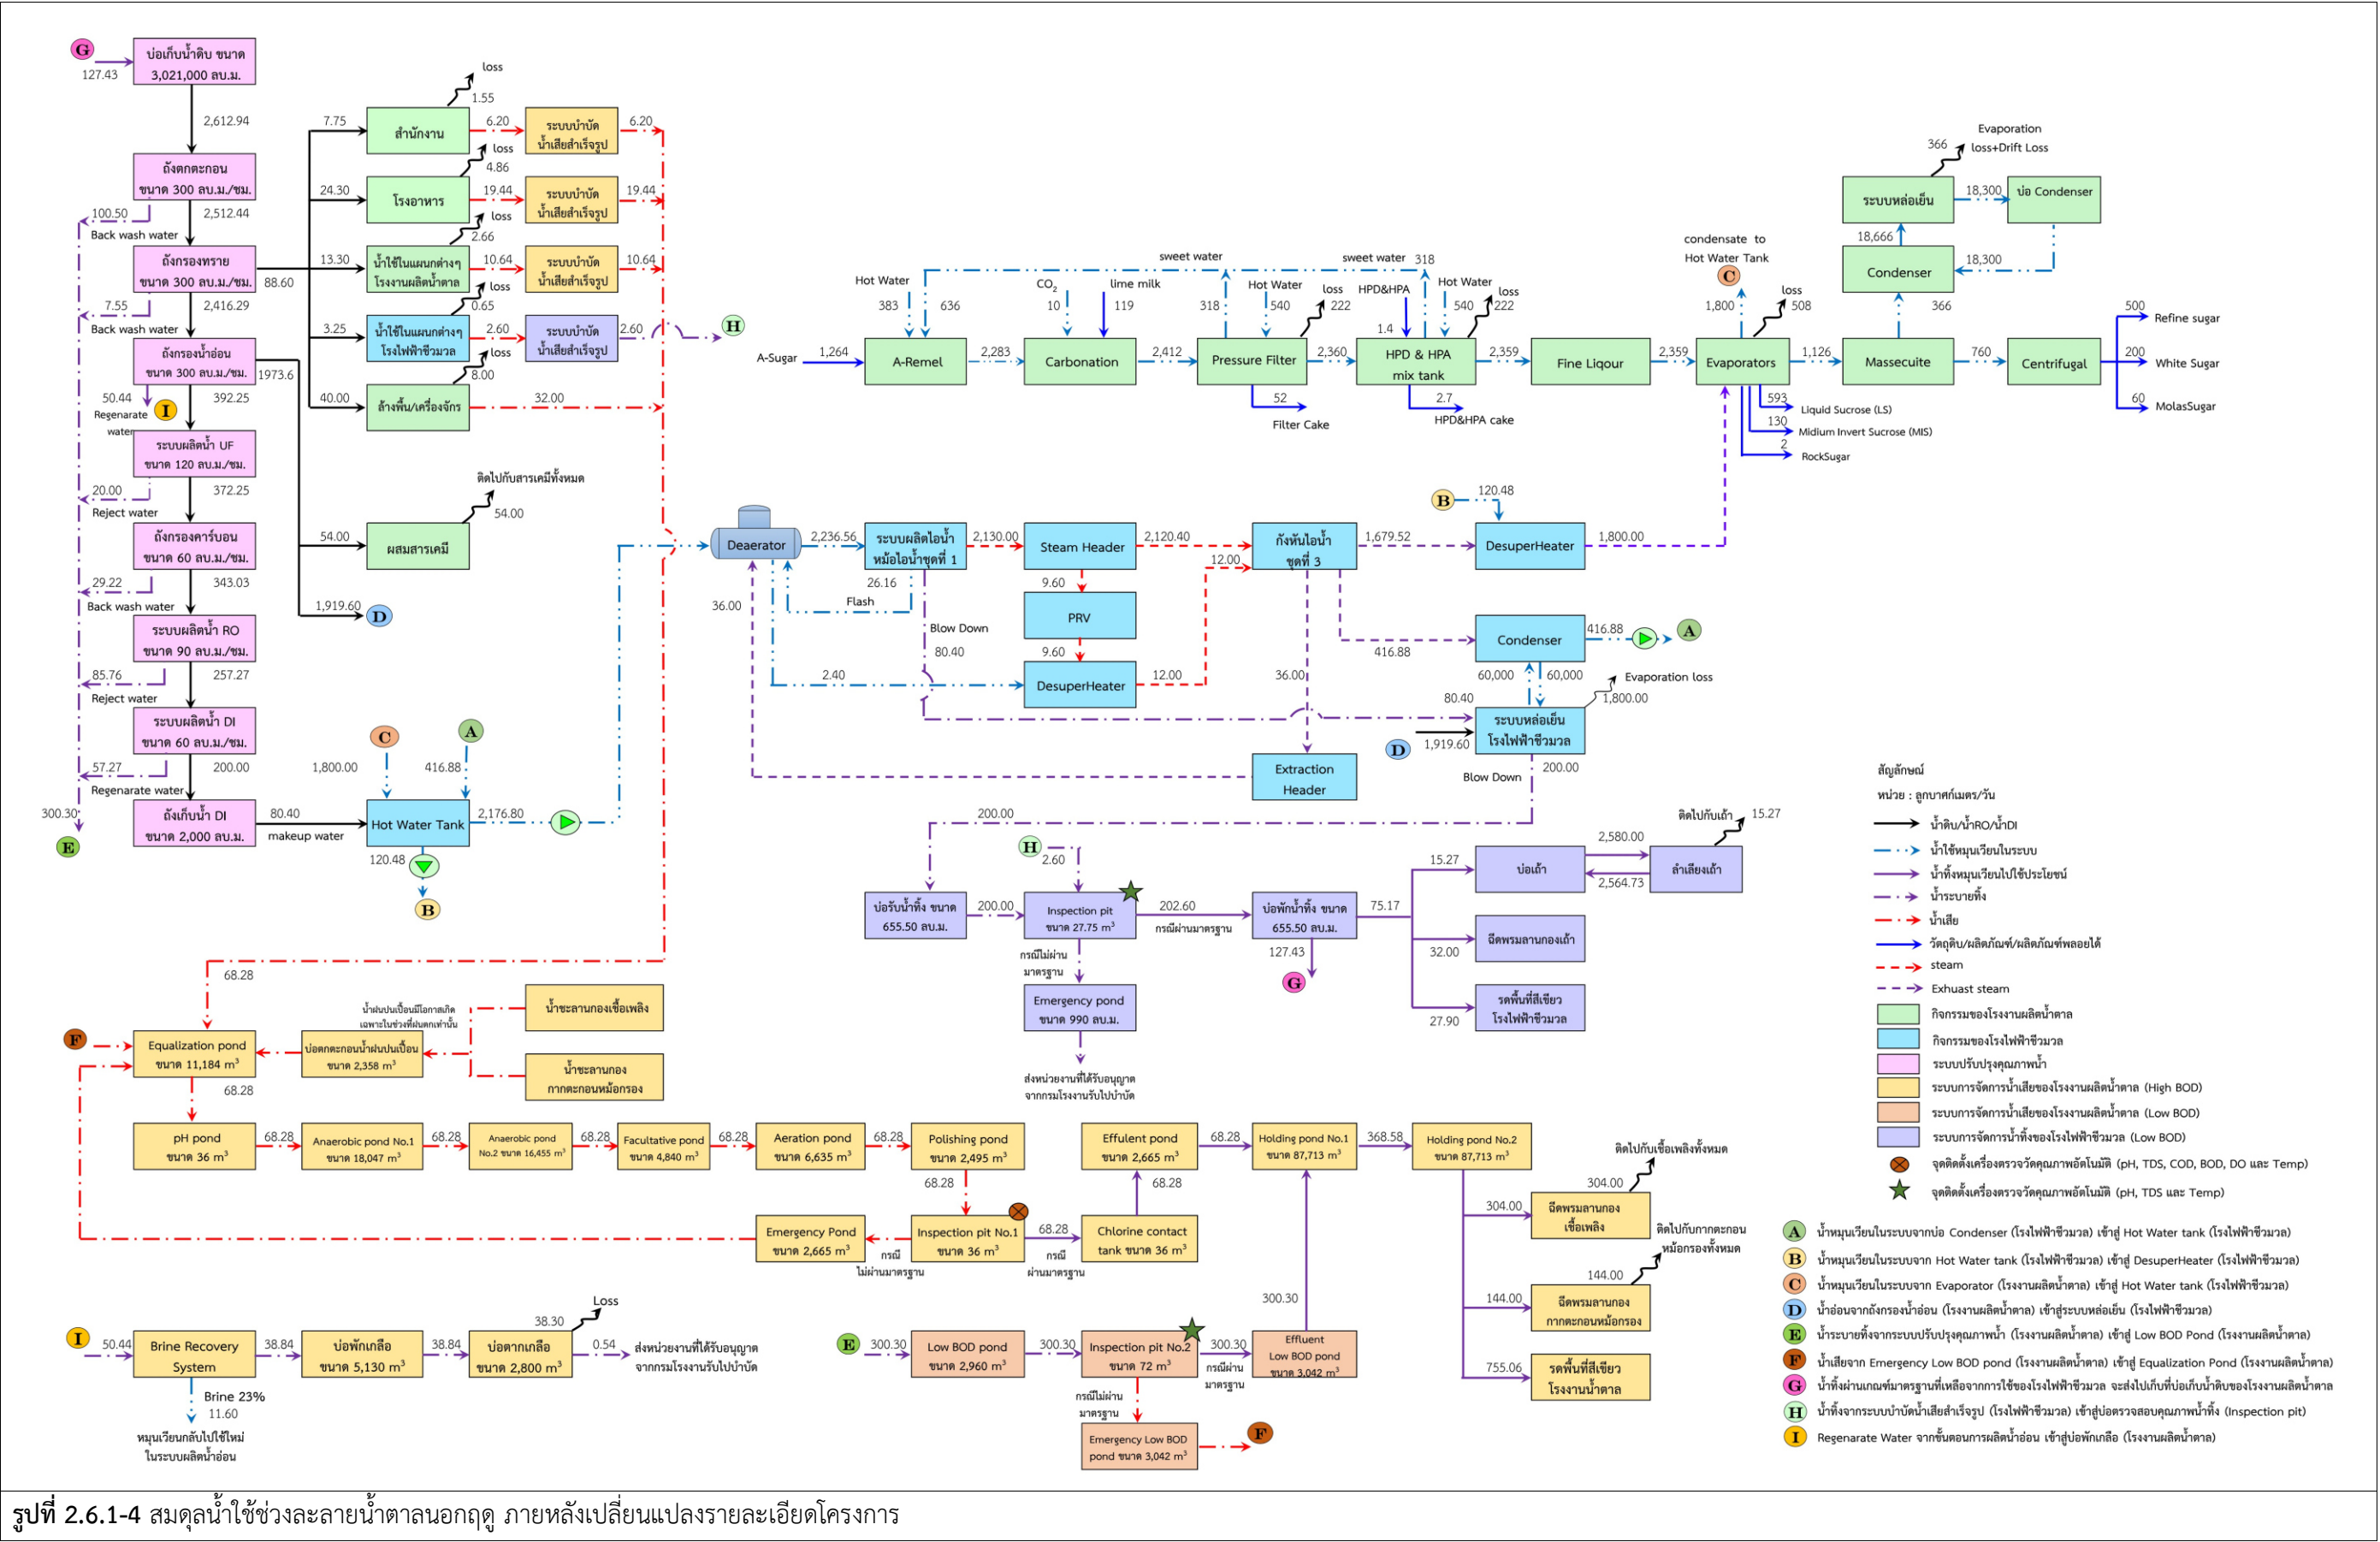 G
127.43
บ่อเก็บน้ำดิบ ขนาด
3,021,000 ลบ.ม.
2,612.94
ถังตกตะกอน
ขนาด 300 ลบ.ม./ชม.
100.50
Back wash water
2,512.44
ถังกรองทราย
ขนาด 300 ลบ.ม./ชม.
88.60
7.55
Back wash water
2,416.29
ถังกรองน้ำอ่อน
ขนาด 300 ลบ.ม./ชม.
1973.6
50.44
Regenarate
water
I
392.25
ระบบผลิตน้ำ UF
ขนาด 120 ลบ.ม./ชม.
20.00
Reject water
372.25
ถังกรองคาร์บอน
ขนาด 60 ลบ.ม./ชม.
29.22
Back wash water
343.03
ระบบผลิตน้ำ RO
ขนาด 90 ลบ.ม./ชม.
85.76
Reject water
257.27
ระบบผลิตน้ำ DI
ขนาด 60 ลบ.ม./ชม.
57.27
Regenarate water
200.00
300.30
E
ถังเก็บน้ำ DI
ขนาด 2,000 ลบ.ม.
80.40
makeup water
7.75
สำนักงาน
loss
1.55
6.20
ระบบบำบัด
น้ำเสียสำเร็จรูป
6.20
24.30
โรงอาหาร
loss
4.86
19.44
ระบบบำบัด
น้ำเสียสำเร็จรูป
19.44
13.30
น้ำใช้ในแผนกต่างๆ
โรงงานผลิตน้ำตาล
loss
2.66
10.64
ระบบบำบัด
น้ำเสียสำเร็จรูป
10.64
3.25
น้ำใช้ในแผนกต่างๆ
โรงไฟฟ้าชีวมวล
loss
0.65
2.60
ระบบบำบัด
น้ำเสียสำเร็จรูป
2.60
H
40.00
ล้างพื้น/เครื่องจักร
loss
8.00
32.00
54.00
ผสมสารเคมี
ติดไปกับสารเคมีทั้งหมด
54.00
1,919.60
D
C
1,800.00
A
416.88
Hot Water Tank
2,176.80
120.48
B
A-Sugar
1,264
Hot Water
383
636
A-Remel
2,283
CO2
10
lime milk
119
Carbonation
2,412
sweet water
318
Hot Water
540
loss
222
Pressure Filter
52
Filter Cake
2,360
sweet water
318
HPD&HPA
1.4
Hot Water
540
loss
222
HPD & HPA
mix tank
2.7
HPD&HPA cake
2,359
Fine Liqour
2,359
condensate to
Hot Water Tank
C
1,800
loss
508
Evaporators
593
Liquid Sucrose (LS)
130
Midium Invert Sucrose (MIS)
2
RockSugar
1,126
Massecuite
366
Condenser
18,666
ระบบหล่อเย็น
366
Evaporation
loss+Drift Loss
18,300
บ่อ Condenser
18,300
760
Centrifugal
500
Refine sugar
200
White Sugar
60
MolasSugar
Deaerator
2,236.56
ระบบผลิตไอน้ำ
หม้อไอน้ำชุดที่ 1
26.16
Flash
2,130.00
Steam Header
2,120.40
9.60
PRV
9.60
DesuperHeater
12.00
12.00
กังหันไอน้ำ
ชุดที่ 3
1,679.52
B
120.48
DesuperHeater
1,800.00
36.00
2.40
Blow Down
80.40
36.00
416.88
Condenser
416.88
A
60,000
60,000
Evaporation loss
1,800.00
80.40
D
1,919.60
ระบบหล่อเย็น
โรงไฟฟ้าชีวมวล
Extraction
Header
Blow Down
200.00
200.00
บ่อรับน้ำทิ้ง ขนาด
655.50 ลบ.ม.
200.00
H
2.60
Inspection pit
ขนาด 27.75 m3
202.60
กรณีผ่านมาตรฐาน
กรณีไม่ผ่าน
มาตรฐาน
Emergency pond
ขนาด 990 ลบ.ม.
ส่งหน่วยงานที่ได้รับอนุญาต
จากกรมโรงงานรับไปบำบัด
บ่อพักน้ำทิ้ง ขนาด
655.50 ลบ.ม.
127.43
G
75.17
15.27
บ่อเถ้า
2,580.00
2,564.73
ลำเลียงเถ้า
ติดไปกับเถ้า
15.27
32.00
ฉีดพรมลานกองเถ้า
27.90
รดพื้นที่สีเขียว
โรงไฟฟ้าชีวมวล
68.28
F
Equalization pond
ขนาด 11,184 m3
บ่อตกตะกอนน้ำฝนปนเปื้อน
ขนาด 2,358 m3
น้ำฝนปนเปื้อนมีโอกาสเกิด
เฉพาะในช่วงที่ฝนตกเท่านั้น
น้ำชะลานกองเชื้อเพลิง
น้ำชะลานกอง
กากตะกอนหม้อกรอง
68.28
pH pond
ขนาด 36 m3
68.28
Anaerobic pond No.1
ขนาด 18,047 m3
68.28
Anaerobic pond
No.2 ขนาด 16,455 m3
68.28
Facultative pond
ขนาด 4,840 m3
68.28
Aeration pond
ขนาด 6,635 m3
68.28
Polishing pond
ขนาด 2,495 m3
68.28
Inspection pit No.1
ขนาด 36 m3
กรณี
ไม่ผ่านมาตรฐาน
Emergency Pond
ขนาด 2,665 m3
68.28
กรณี
ผ่านมาตรฐาน
Chlorine contact
tank ขนาด 36 m3
68.28
Effulent pond
ขนาด 2,665 m3
68.28
Holding pond No.1
ขนาด 87,713 m3
368.58
Holding pond No.2
ขนาด 87,713 m3
304.00
ฉีดพรมลานกอง
เชื้อเพลิง
ติดไปกับเชื้อเพลิงทั้งหมด
304.00
144.00
ฉีดพรมลานกอง
กากตะกอนหม้อกรอง
ติดไปกับกากตะกอน
หม้อกรองทั้งหมด
144.00
755.06
รดพื้นที่สีเขียว
โรงงานน้ำตาล
I
50.44
Brine Recovery
System
Brine 23%
11.60
หมุนเวียนกลับไปใช้ใหม่
ในระบบผลิตน้ำอ่อน
38.84
บ่อพักเกลือ
ขนาด 5,130 m3
38.84
บ่อตากเกลือ
ขนาด 2,800 m3
38.30
Loss
0.54
ส่งหน่วยงานที่ได้รับอนุญาต
จากกรมโรงงานรับไปบำบัด
E
300.30
Low BOD pond
ขนาด 2,960 m3
300.30
Inspection pit No.2
ขนาด 72 m3
300.30
กรณีผ่าน
มาตรฐาน
Effluent
Low BOD pond
ขนาด 3,042 m3
300.30
กรณีไม่ผ่าน
มาตรฐาน
Emergency Low BOD
pond ขนาด 3,042 m3
F
สัญลักษณ์
หน่วย : ลูกบาศก์เมตร/วัน
น้ำดิบ/น้ำRO/น้ำDI
น้ำใช้หมุนเวียนในระบบ
น้ำทิ้งหมุนเวียนไปใช้ประโยชน์
น้ำระบายทิ้ง
น้ำเสีย
วัตถุดิบ/ผลิตภัณฑ์/ผลิตภัณฑ์พลอยได้
steam
Exhuast steam
กิจกรรมของโรงงานผลิตน้ำตาล
กิจกรรมของโรงไฟฟ้าชีวมวล
ระบบปรับปรุงคุณภาพน้ำ
ระบบการจัดการน้ำเสียของโรงงานผลิตน้ำตาล (High BOD)
ระบบการจัดการน้ำเสียของโรงงานผลิตน้ำตาล (Low BOD)
ระบบการจัดการน้ำทิ้งของโรงไฟฟ้าชีวมวล (Low BOD)
จุดติดตั้งเครื่องตรวจวัดคุณภาพอัตโนมัติ (pH, TDS, COD, BOD, DO และ Temp)
จุดติดตั้งเครื่องตรวจวัดคุณภาพอัตโนมัติ (pH, TDS และ Temp)
A น้ำหมุนเวียนในระบบจากบ่อ Condenser (โรงไฟฟ้าชีวมวล) เข้าสู่ Hot Water tank (โรงไฟฟ้าชีวมวล)
B น้ำหมุนเวียนในระบบจาก Hot Water tank (โรงไฟฟ้าชีวมวล) เข้าสู่ DesuperHeater (โรงไฟฟ้าชีวมวล)
C น้ำหมุนเวียนในระบบจาก Evaporator (โรงงานผลิตน้ำตาล) เข้าสู่ Hot Water tank (โรงไฟฟ้าชีวมวล)
D น้ำอ่อนจากถังกรองน้ำอ่อน (โรงงานผลิตน้ำตาล) เข้าสู่ระบบหล่อเย็น (โรงไฟฟ้าชีวมวล)
E น้ำระบายทิ้งจากระบบปรับปรุงคุณภาพน้ำ (โรงงานผลิตน้ำตาล) เข้าสู่ Low BOD Pond (โรงงานผลิตน้ำตาล)
F น้ำเสียจาก Emergency Low BOD pond (โรงงานผลิตน้ำตาล) เข้าสู่ Equalization Pond (โรงงานผลิตน้ำตาล)
G น้ำทิ้งผ่านเกณฑ์มาตรฐานที่เหลือจากการใช้ของโรงไฟฟ้าชีวมวล จะส่งไปเก็บที่บ่อเก็บน้ำดิบของโรงงานผลิตน้ำตาล
H น้ำทิ้งจากระบบบำบัดน้ำเสียสำเร็จรูป (โรงไฟฟ้าชีวมวล) เข้าสู่บ่อตรวจสอบคุณภาพน้ำทิ้ง (Inspection pit)
I Regenarate Water จากขั้นตอนการผลิตน้ำอ่อน เข้าสู่บ่อพักเกลือ (โรงงานผลิตน้ำตาล)
รูปที่ 2.6.1-4 สมดุลน้ำใช้ช่วงละลายน้ำตาลนอกฤดู ภายหลังเปลี่ยนแปลงรายละเอียดโครงการ